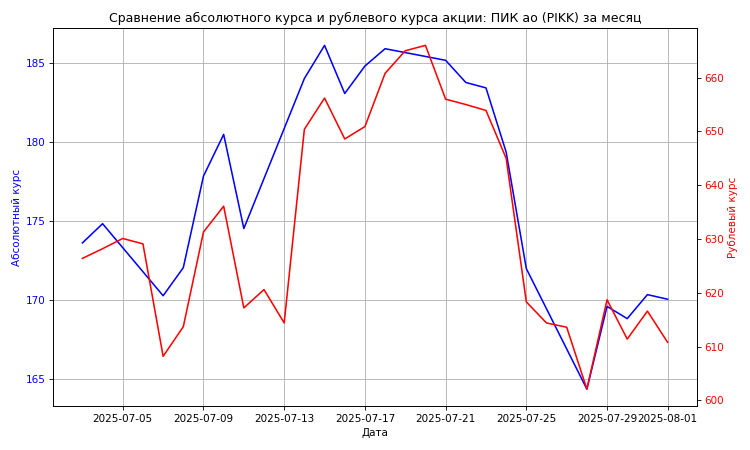 Сравнение абсолютного курса и рублевого курса акции: ПИК ао (PIKK) за месяц
Абсолютный курс
185
180
175
170
165
660
650
640
630
620
610
600
Рублевый курс
2025-07-05 2025-07-09 2025-07-13 2025-07-17 2025-07-21 2025-07-25 2025-07-29 2025-08-01
Дата